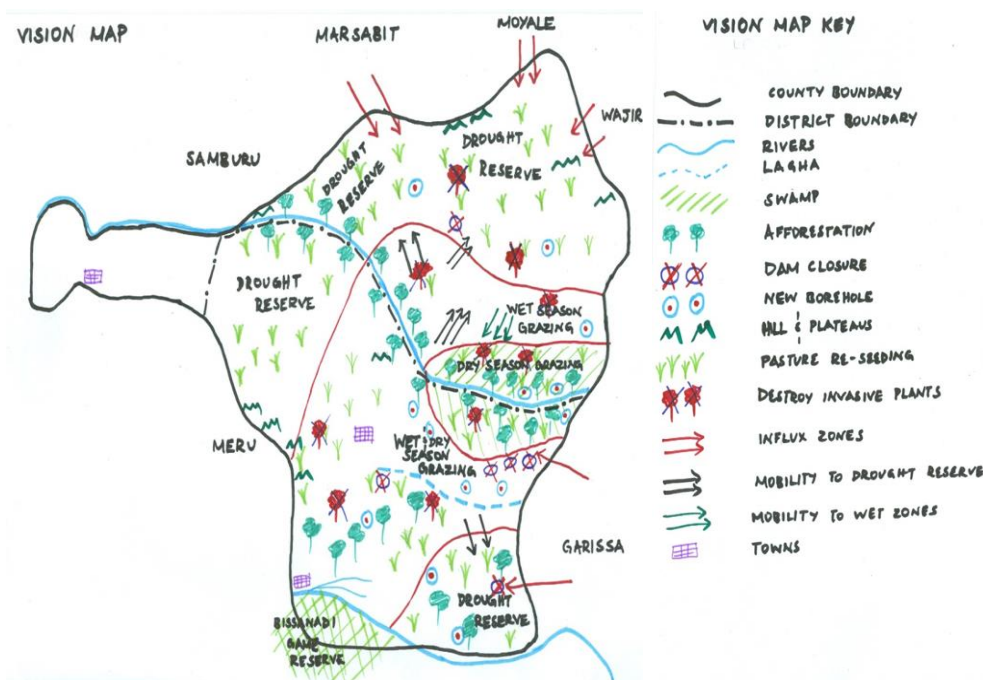 VISION MAP
MARSABIT
MOYALE
WAJIR
SAMBURU
DROUGHT
RESERVE
DROUGHT
RESERVE
DROUGHT
RESERVE
WET SEASON
GRAZING
DRY SEASON GRAZING
MERU
WET & DRY
SEASON
GRAZING
GARISSA
DROUGHT
RESERVE
BISSANADI
GAME
RESERVE
VISION MAP KEY
COUNTY BOUNDARY
DISTRICT BOUNDARY
RIVERS
LAGHA
SWAMP
AFFORESTATION
DAM CLOSURE
NEW BOREHOLE
HILL & PLATEAUS
PASTURE RE-SEEDING
DESTROY INVASIVE PLANTS
INFLUX ZONES
MOBILITY TO DROUGHT RESERVE
MOBILITY TO WET ZONES
TOWNS